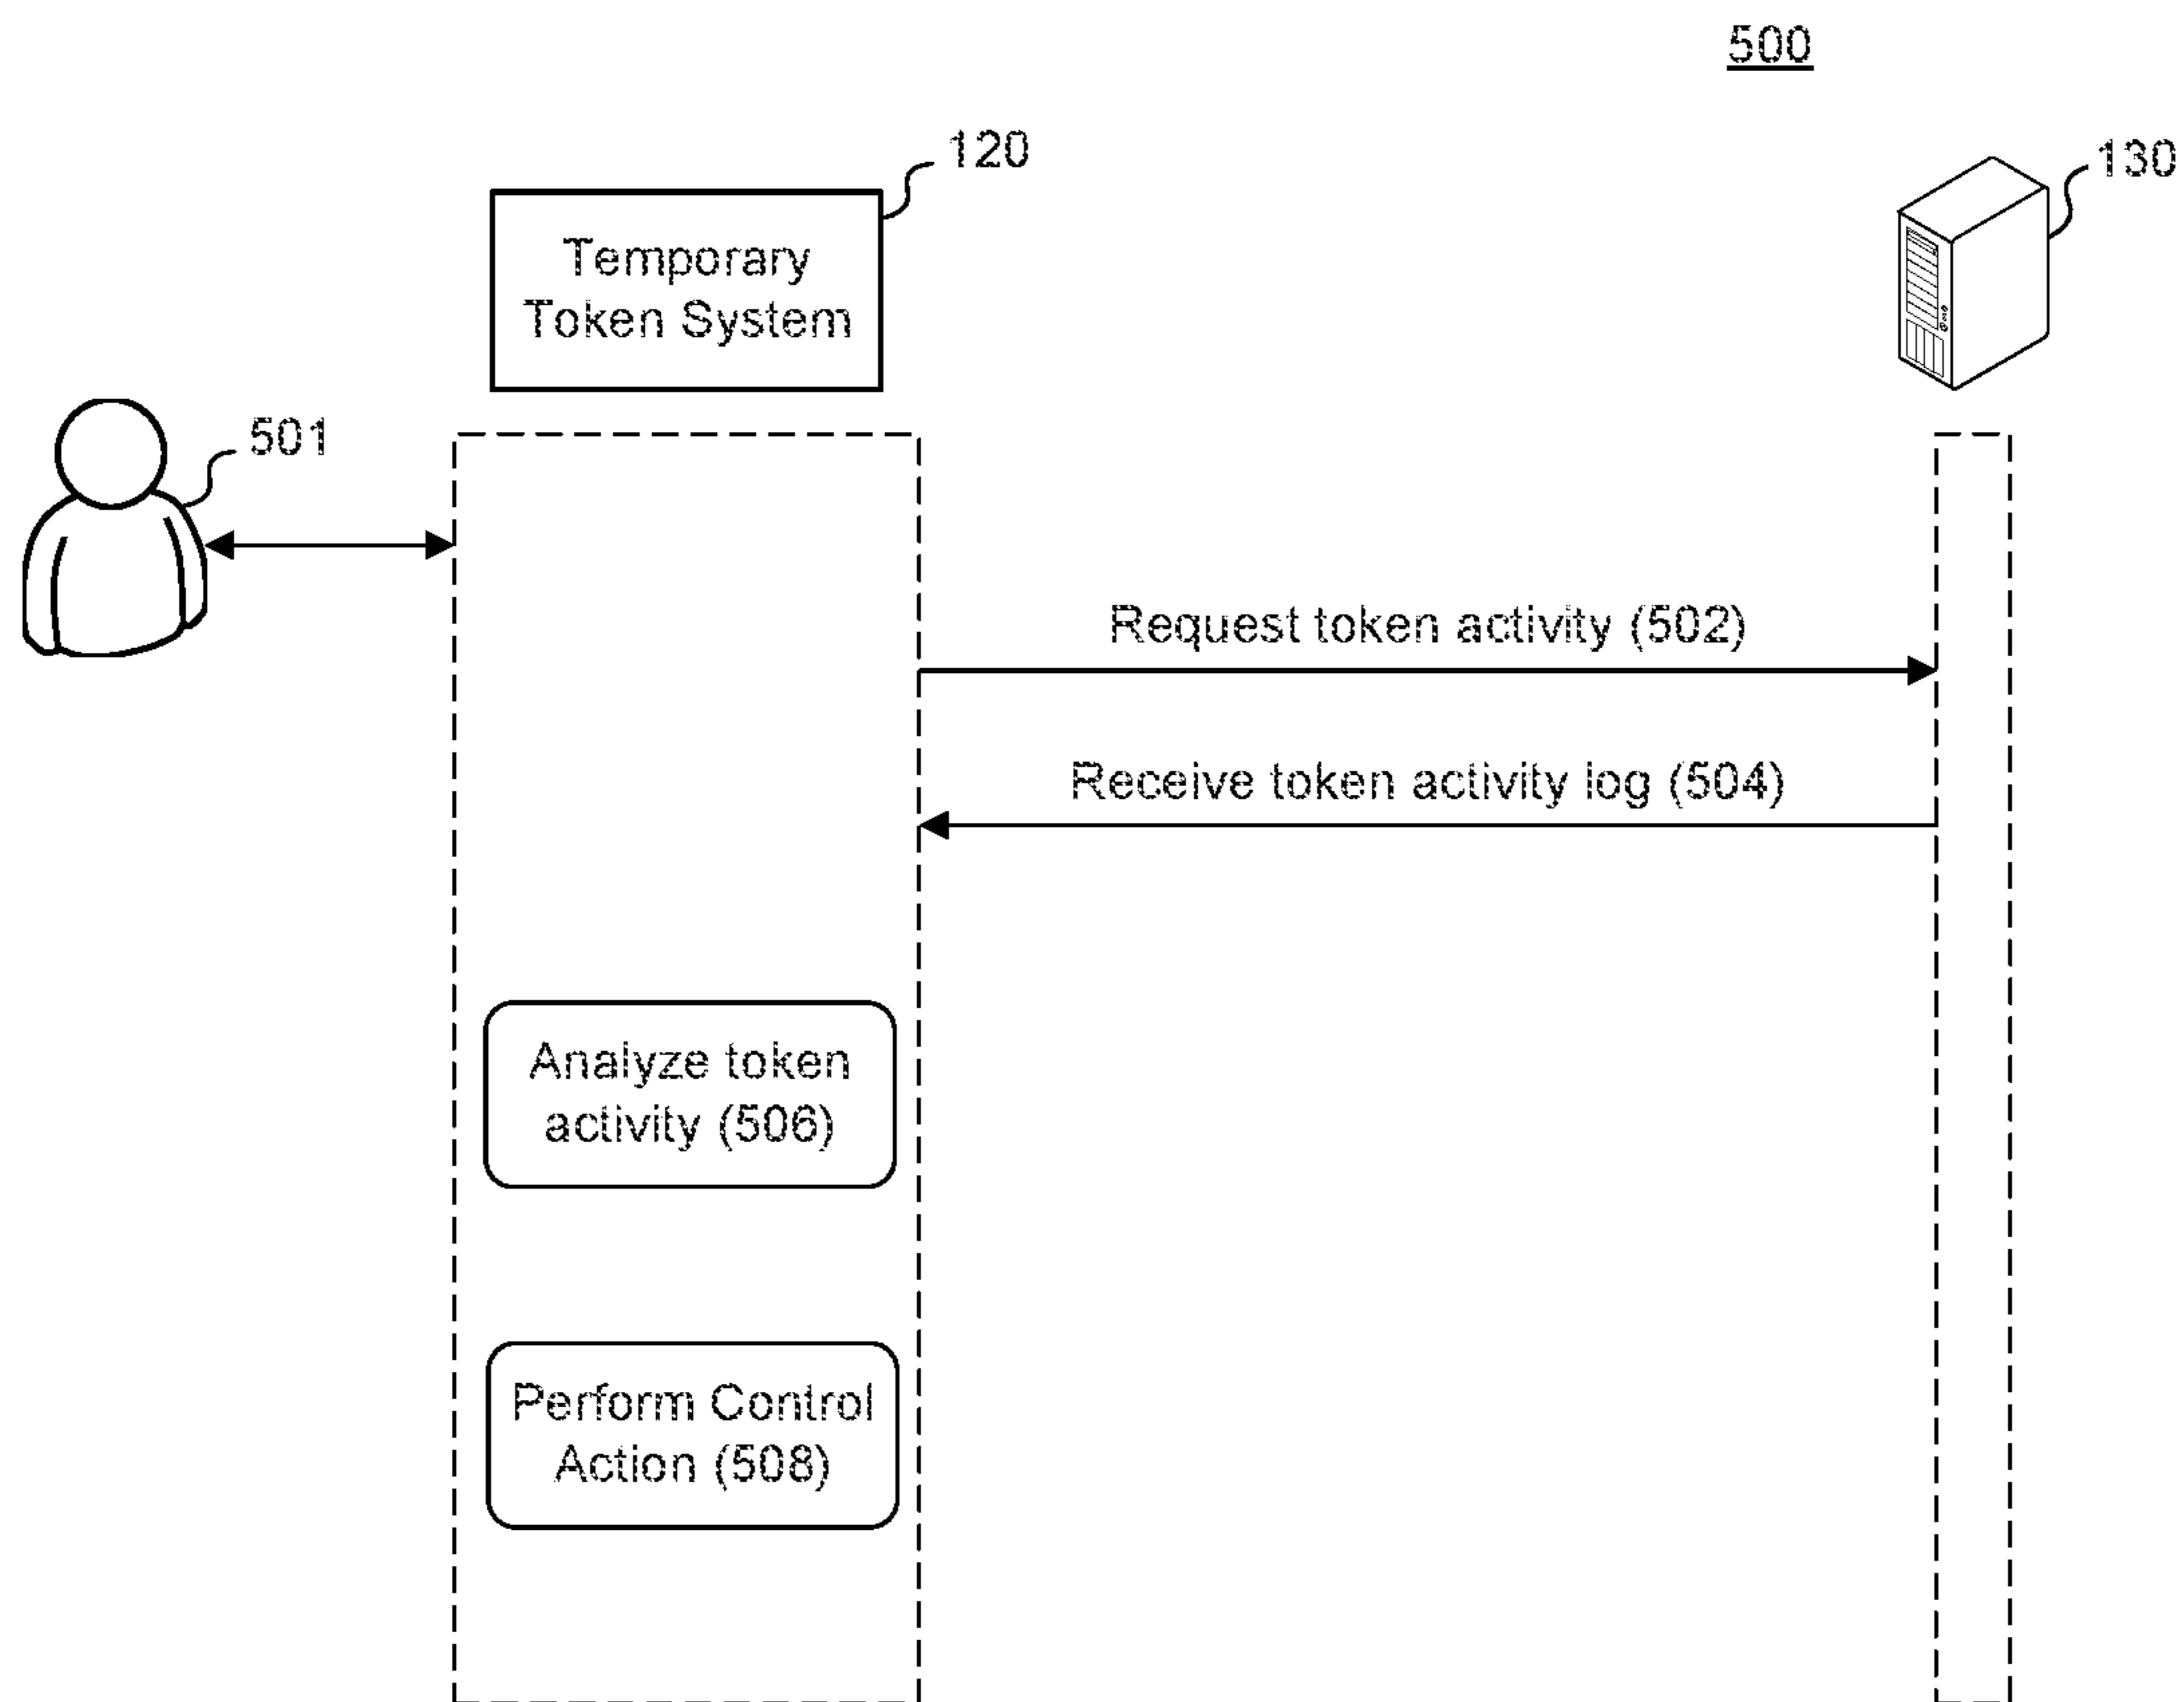 500
120
130
Temporary
Token System
501
Request token activity (502)
Receive token activity log (504)
Analyze token
activity (506)
Perform Control
Action (508)